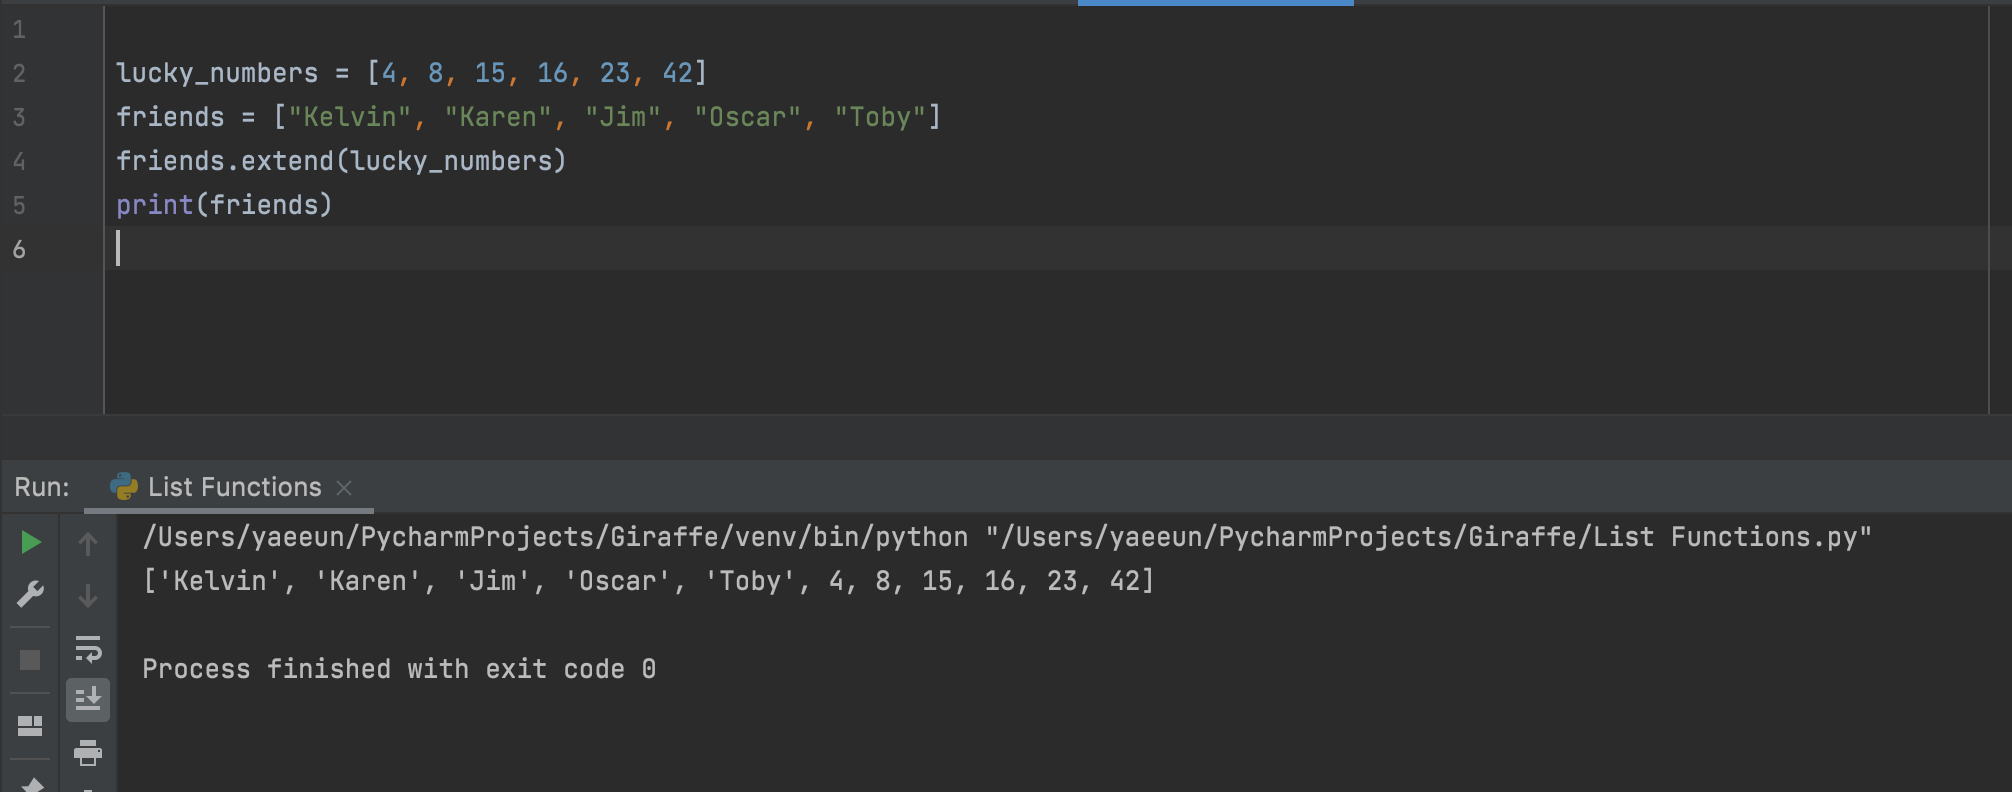 1
2 lucky_numbers = [4, 8, 15, 16, 23, 42]
3 friends = ["Kelvin", "Karen", "Jim", "Oscar", "Toby"]
4 friends.extend(lucky_numbers)
5 print(friends)
6
Run: List Functions
/Users/yaeeun/PycharmProjects/Giraffe/venv/bin/python "/Users/yaeeun/PycharmProjects/Giraffe/List Functions.py"
['Kelvin', 'Karen', 'Jim', 'Oscar', 'Toby', 4, 8, 15, 16, 23, 42]
Process finished with exit code 0